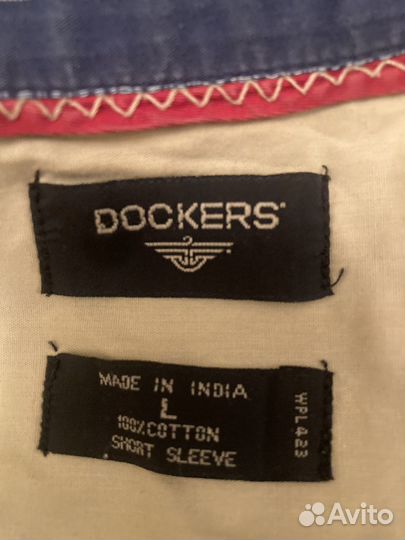 DOCKERS®
MADE IN INDIA
L
100% COTTON
SHORT SLEEVE
WPL423
Avito